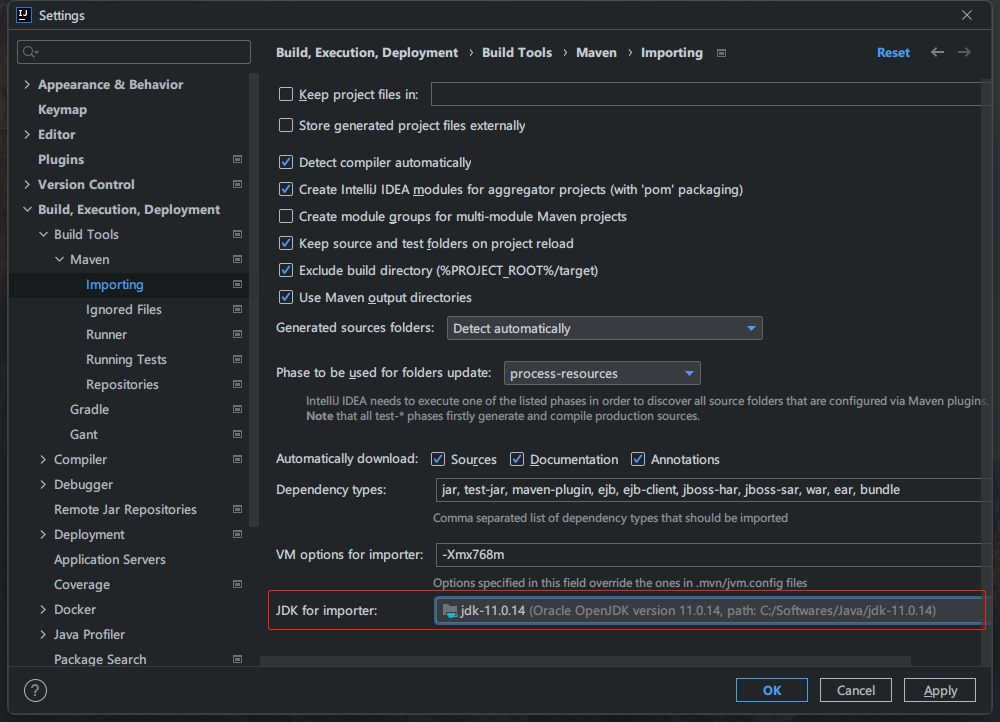 Settings
Build, Execution, Deployment › Build Tools › Maven › Importing
Reset
Appearance & Behavior
Keymap
Editor
Plugins
Version Control
Build, Execution, Deployment
Build Tools
Maven
Importing
Ignored Files
Runner
Running Tests
Repositories
Gradle
Gant
Compiler
Debugger
Remote Jar Repositories
Deployment
Application Servers
Coverage
Docker
Java Profiler
Package Search
Keep project files in:
Store generated project files externally
Detect compiler automatically
Create IntelliJ IDEA modules for aggregator projects (with 'pom' packaging)
Create module groups for multi-module Maven projects
Keep source and test folders on project reload
Exclude build directory (%PROJECT_ROOT%/target)
Use Maven output directories
Generated sources folders: Detect automatically
Phase to be used for folders update: process-resources
IntelliJ IDEA needs to execute one of the listed phases in order to discover all source folders that are configured via Maven plugins.
Note that all test-* phases firstly generate and compile production sources.
Automatically download: Sources Documentation Annotations
Dependency types: jar, test-jar, maven-plugin, ejb, ejb-client, jboss-har, jboss-sar, war, ear, bundle
Comma separated list of dependency types that should be imported
VM options for importer: -Xmx768m
Options specified in this field override the ones in .mvn/jvm.config files
JDK for importer: jdk-11.0.14 (Oracle OpenJDK version 11.0.14, path: C:/Softwares/Java/jdk-11.0.14)
?
OK
Cancel
Apply